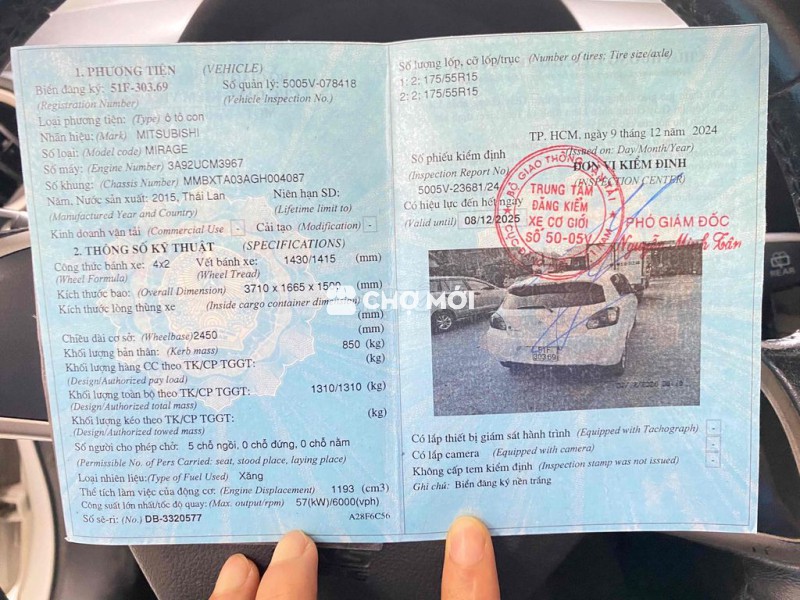 1. PHƯƠNG TIỆN (VEHICLE)
Biển đăng ký: 51F-303.69 Số quản lý: 5005V-078418
(Registration Number) (Vehicle Inspection No.)
Loại phương tiện: (Type) ô tô con
Nhãn hiệu: (Mark) MITSUBISHI
Số loại: (Model code) MIRAGE
Số máy: (Engine Number) 3A92UCM3967
Số khung: (Chassis Number) MMBXTA03AGH004087
Năm, Nước sản xuất: 2015, Thái Lan Niên hạn SD:
(Manufactured Year and Country) (Lifetime limit to)
Kinh doanh vận tải (Commercial Use) - Cải tạo (Modification) -
2. THÔNG SỐ KỸ THUẬT (SPECIFICATIONS)
Công thức bánh xe: 4x2 Vết bánh xe: 1430/1415 (mm)
(Wheel Formula) (Wheel Tread)
Kích thước bao: (Overall Dimension) 3710 x 1665 x 1500 (mm)
Kích thước lòng thùng xe (Inside cargo container dimension)
(mm)
Chiều dài cơ sở: (Wheelbase) 2450 (mm)
Khối lượng bản thân: (Kerb mass) 850 (kg)
Khối lượng hàng CC theo TK/CP TGGT: (kg)
(Design/Authorized pay load)
Khối lượng toàn bộ theo TK/CP TGGT: 1310/1310 (kg)
(Design/Authorized total mass)
Khối lượng kéo theo TK/CP TGGT: (kg)
(Design/Authorized towed mass)
Số người cho phép chở: 5 chỗ ngồi, 0 chỗ đứng, 0 chỗ nằm
(Permissible No. of Pers Carried: seat, stood place, laying place)
Loại nhiên liệu: (Type of Fuel Used) Xăng
Thể tích làm việc của động cơ: (Engine Displacement) 1193 (cm3)
Công suất lớn nhất/tốc độ quay: (Max. output/rpm) 57(kW)/6000(vph)
Số sê-ri: (No.) DB-3320577 A28F6C56
Số lượng lốp, cỡ lốp/trục (Number of tires; Tire size/axle)
1: 2: 175/55R15
2: 2: 175/55R15
TP. HCM, ngày 9 tháng 12 năm 2024
(Issued on: Day/Month/Year)
Số phiếu kiểm định ĐƠN VỊ KIỂM ĐỊNH
(Inspection Report No) (INSPECTION CENTER)
5005V-23681/24
Có hiệu lực đến hết ngày
(Valid until) 08/12/2025
BỘ GIAO THÔNG VẬN TẢI
TRUNG TÂM
ĐĂNG KIỂM
XE CƠ GIỚI
SỐ 50-05V
PHÓ GIÁM ĐỐC
Nguyễn Minh Tân
CHỢ MỚI
51F
303.69
Có lắp thiết bị giám sát hành trình (Equipped with Tachograph) -
Có lắp camera (Equipped with camera) -
Không cấp tem kiểm định (Inspection stamp was not issued) -
Ghi chú: Biển đăng ký nền trắng
REAR